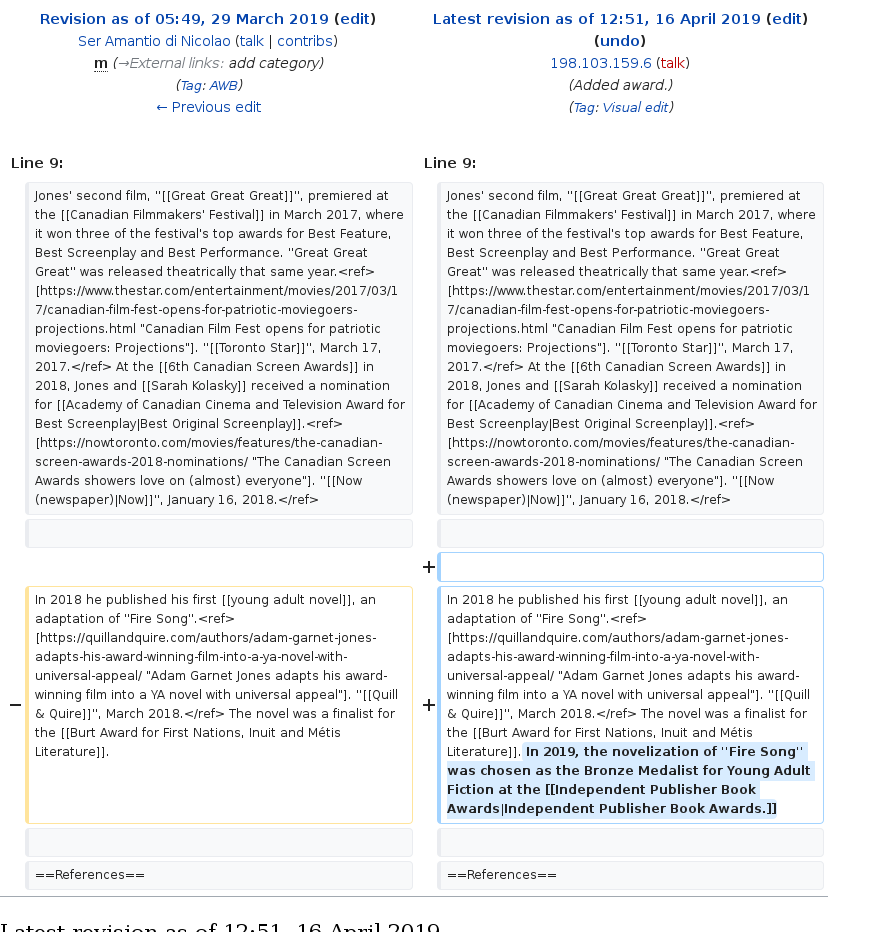 Revision as of 05:49, 29 March 2019 (edit)
Ser Amantio di Nicolao (talk | contribs)
m (→External links: add category)
(Tag: AWB)
← Previous edit
Latest revision as of 12:51, 16 April 2019 (edit)
(undo)
198.103.159.6 (talk)
(Added award.)
(Tag: Visual edit)
Line 9:
Line 9:
Jones' second film, ''[[Great Great Great]]'', premiered at
the [[Canadian Filmmakers' Festival]] in March 2017, where
it won three of the festival's top awards for Best Feature,
Best Screenplay and Best Performance. ''Great Great
Great'' was released theatrically that same year.<ref>
[https://www.thestar.com/entertainment/movies/2017/03/1
7/canadian-film-fest-opens-for-patriotic-moviegoers-
projections.html "Canadian Film Fest opens for patriotic
moviegoers: Projections"]. ''[[Toronto Star]]'', March 17,
2017.</ref> At the [[6th Canadian Screen Awards]] in
2018, Jones and [[Sarah Kolasky]] received a nomination
for [[Academy of Canadian Cinema and Television Award for
Best Screenplay|Best Original Screenplay]].<ref>
[https://nowtoronto.com/movies/features/the-canadian-
screen-awards-2018-nominations/ "The Canadian Screen
Awards showers love on (almost) everyone"]. ''[[Now
(newspaper)|Now]]'', January 16, 2018.</ref>
Jones' second film, ''[[Great Great Great]]'', premiered at
the [[Canadian Filmmakers' Festival]] in March 2017, where
it won three of the festival's top awards for Best Feature,
Best Screenplay and Best Performance. ''Great Great
Great'' was released theatrically that same year.<ref>
[https://www.thestar.com/entertainment/movies/2017/03/1
7/canadian-film-fest-opens-for-patriotic-moviegoers-
projections.html "Canadian Film Fest opens for patriotic
moviegoers: Projections"]. ''[[Toronto Star]]'', March 17,
2017.</ref> At the [[6th Canadian Screen Awards]] in
2018, Jones and [[Sarah Kolasky]] received a nomination
for [[Academy of Canadian Cinema and Television Award for
Best Screenplay|Best Original Screenplay]].<ref>
[https://nowtoronto.com/movies/features/the-canadian-
screen-awards-2018-nominations/ "The Canadian Screen
Awards showers love on (almost) everyone"]. ''[[Now
(newspaper)|Now]]'', January 16, 2018.</ref>
+
−
In 2018 he published his first [[young adult novel]], an
adaptation of ''Fire Song''.<ref>
[https://quillandquire.com/authors/adam-garnet-jones-
adapts-his-award-winning-film-into-a-ya-novel-with-
universal-appeal/ "Adam Garnet Jones adapts his award-
winning film into a YA novel with universal appeal"]. ''[[Quill
& Quire]]'', March 2018.</ref> The novel was a finalist for
the [[Burt Award for First Nations, Inuit and Métis
Literature]].
+
In 2018 he published his first [[young adult novel]], an
adaptation of ''Fire Song''.<ref>
[https://quillandquire.com/authors/adam-garnet-jones-
adapts-his-award-winning-film-into-a-ya-novel-with-
universal-appeal/ "Adam Garnet Jones adapts his award-
winning film into a YA novel with universal appeal"]. ''[[Quill
& Quire]]'', March 2018.</ref> The novel was a finalist for
the [[Burt Award for First Nations, Inuit and Métis
Literature]]. In 2019, the novelization of ''Fire Song''
was chosen as the Bronze Medalist for Young Adult
Fiction at the [[Independent Publisher Book
Awards|Independent Publisher Book Awards.]]
==References==
==References==
Latest revision as of 12:51, 16 April 2019